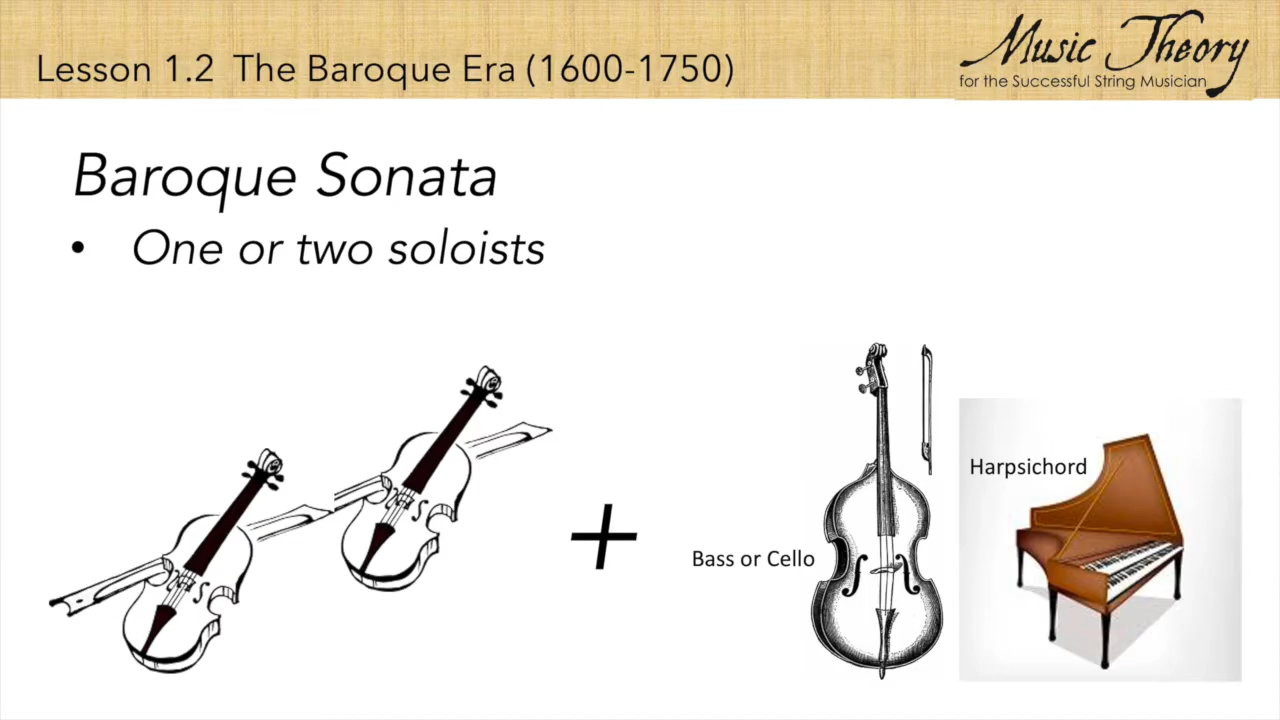 Lesson 1.2 The Baroque Era (1600-1750)
Music Theory
for the Successful String Musician
Baroque Sonata
• One or two soloists
+
Harpsichord
Bass or Cello